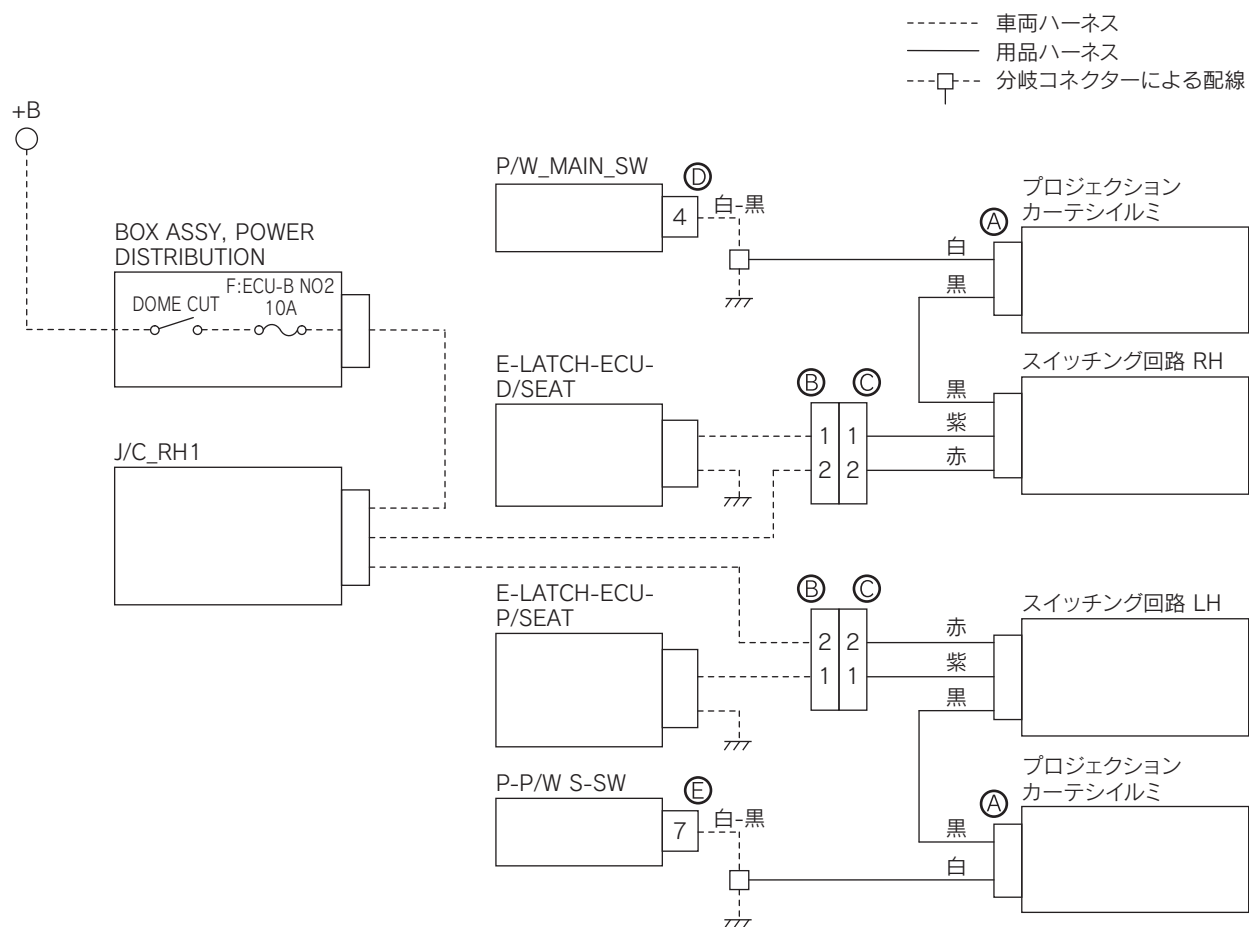 車両ハーネス
用品ハーネス
分岐コネクターによる配線
+B
P/W_MAIN_SW
D
4
白-黒
プロジェクション
カーテシイルミ
A
白
黒
BOX ASSY, POWER
DISTRIBUTION
DOME CUT
F:ECU-B NO2
10A
E-LATCH-ECU-
D/SEAT
B
C
1
1
2
2
スイッチング回路 RH
黒
紫
赤
J/C_RH1
E-LATCH-ECU-
P/SEAT
B
C
2
2
1
1
スイッチング回路 LH
赤
紫
黒
P-P/W S-SW
E
7
白-黒
プロジェクション
カーテシイルミ
A
黒
白